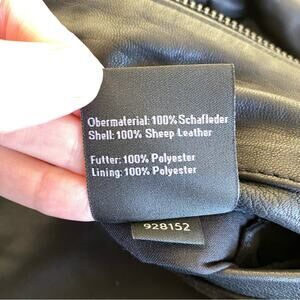 Obermaterial: 100% Schafleder
Shell: 100% Sheep Leather
Futter: 100% Polyester
Lining: 100% Polyester
928152